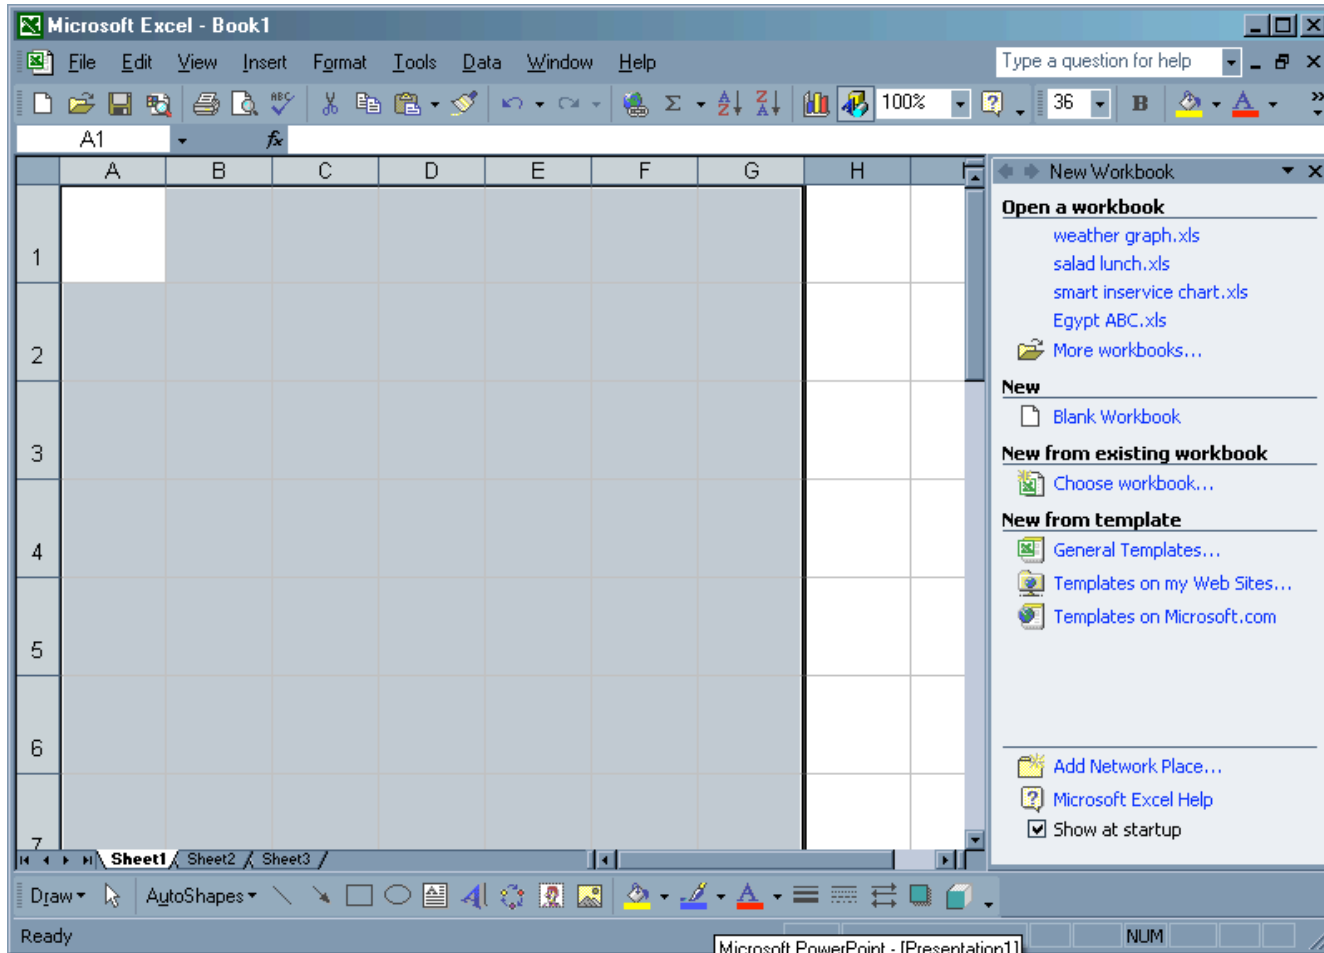 Microsoft Excel - Book1
File Edit View Insert Format Tools Data Window Help Type a question for help
ABC Σ A Z Z A 100% ? 36 B A
A1 fx
A B C D E F G H
1
2
3
4
5
6
7
New Workbook
Open a workbook
weather graph.xls
salad lunch.xls
smart inservice chart.xls
Egypt ABC.xls
More workbooks...
New
Blank Workbook
New from existing workbook
Choose workbook...
New from template
General Templates...
Templates on my Web Sites...
Templates on Microsoft.com
Add Network Place...
Microsoft Excel Help
Show at startup
Sheet1 Sheet2 Sheet3
Draw AutoShapes A A
Ready NUM
Microsoft PowerPoint - [Presentation1]